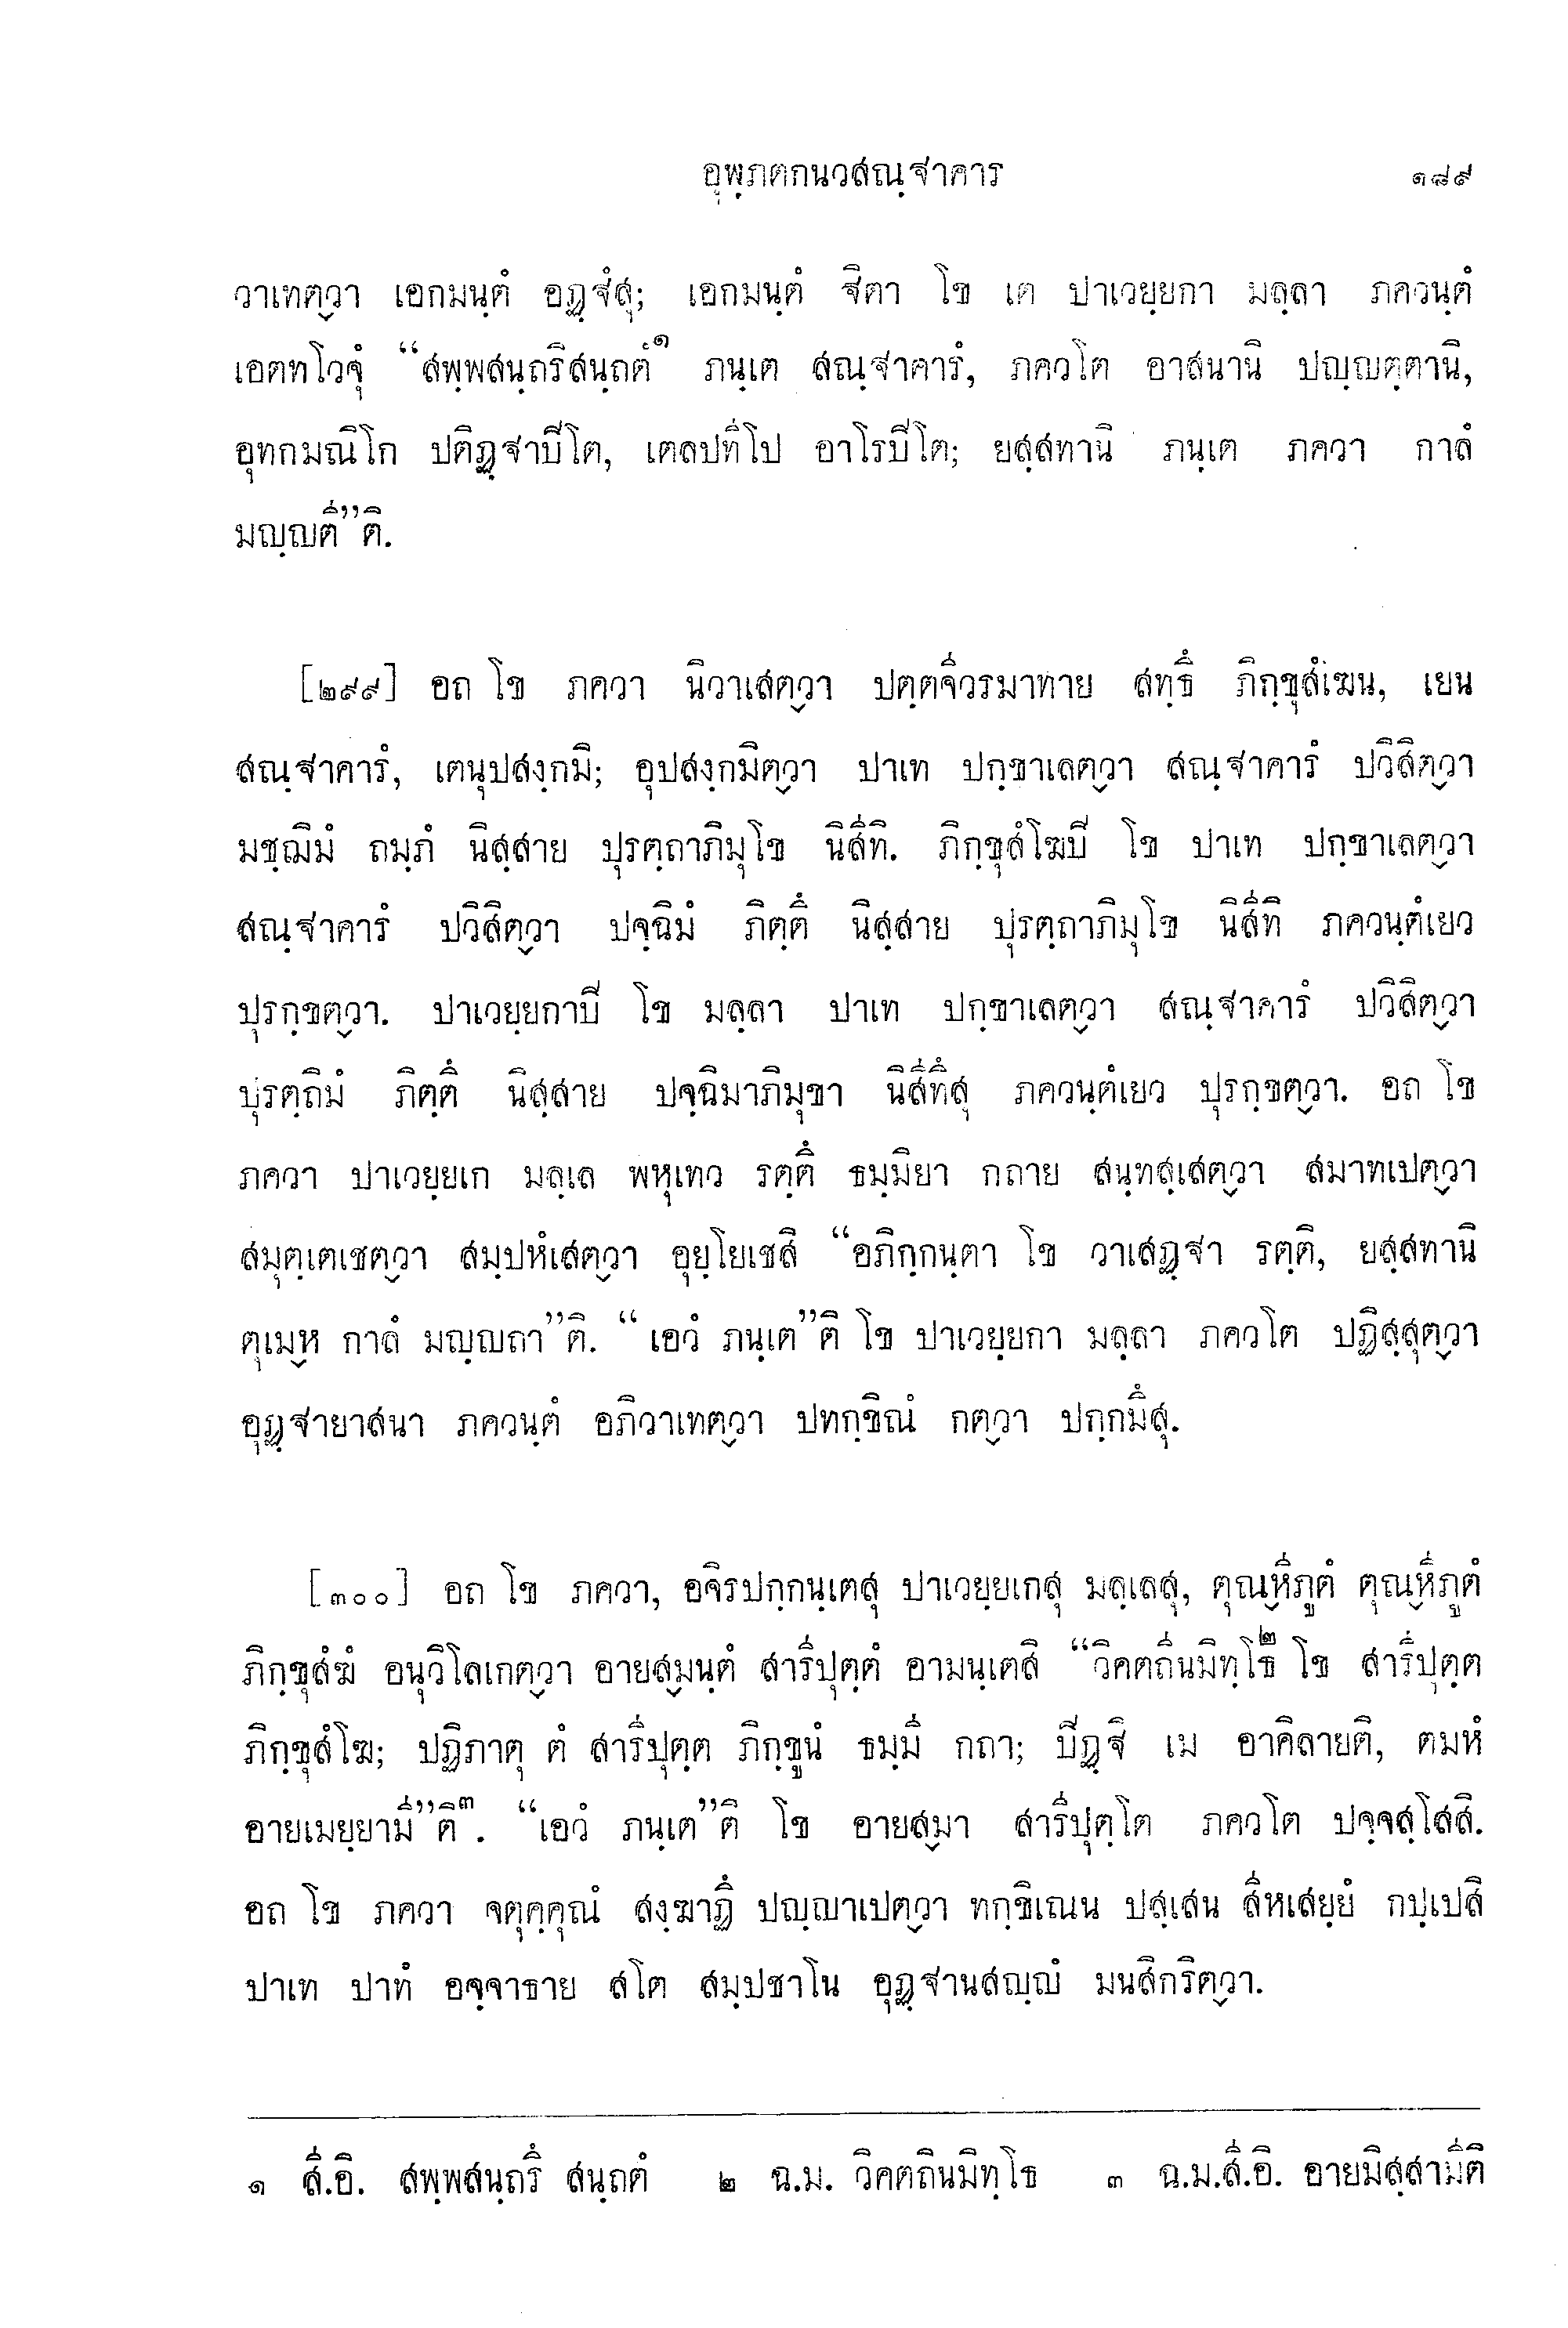 อุพฺภตกนวสณฺฐาคาร ๑๘๙
วาเทตฺวา เอกมนฺตํ อฏฺฐํสุ; เอกมนฺตํ ฐิตา โข เต ปาเวยฺยกา มลฺลา ภควนฺตํ
เอตทโวจุํ “สพฺพสนฺถริสนฺถตํ๑ ภนฺเต สณฺฐาคารํ, ภควโต อาสนานิ ปญฺญตฺตานิ,
อุทกมณิโก ปติฏฺฐาปิโต, เตลปทีโป อาโรปิโต; ยสฺสทานิ ภนฺเต ภควา กาลํ
มญฺญตี”ติ.
[๒๙๙] อถ โข ภควา นิวาเสตฺวา ปตฺตจีวรมาทาย สทฺธึ ภิกฺขุสํเฆน, เยน
สณฺฐาคารํ, เตนุปสงฺกมิ; อุปสงฺกมิตฺวา ปาเท ปกฺขาเลตฺวา สณฺฐาคารํ ปวิสิตฺวา
มชฺฌิมํ ถมฺภํ นิสฺสาย ปุรตฺถาภิมุโข นิสีทิ. ภิกฺขุสํโฆปิ โข ปาเท ปกฺขาเลตฺวา
สณฺฐาคารํ ปวิสิตฺวา ปจฺฉิมํ ภิตฺตึ นิสฺสาย ปุรตฺถาภิมุโข นิสีทิ ภควนฺตํเยว
ปุรกฺขตฺวา. ปาเวยฺยกาปิ โข มลฺลา ปาเท ปกฺขาเลตฺวา สณฺฐาคารํ ปวิสิตฺวา
ปุรตฺถิมํ ภิตฺตึ นิสฺสาย ปจฺฉิมาภิมุขา นิสีทึสุ ภควนฺตํเยว ปุรกฺขตฺวา. อถ โข
ภควา ปาเวยฺยเก มลฺเล พหุเทว รตฺตึ ธมฺมิยา กถาย สนฺทสฺเสตฺวา สมาทเปตฺวา
สมุตฺเตเชตฺวา สมฺปหํเสตฺวา อุยฺโยเชสิ “อภิกฺกนฺตา โข วาเสฏฺฐา รตฺติ, ยสฺสทานิ
ตุเมฺห กาลํ มญฺญถา”ติ. “เอวํ ภนฺเต”ติ โข ปาเวยฺยกา มลฺลา ภควโต ปฏิสฺสุตฺวา
อุฏฺฐายาสนา ภควนฺตํ อภิวาเทตฺวา ปทกฺขิณํ กตฺวา ปกฺกมึสุ.
[๓๐๐] อถ โข ภควา, อจิรปกฺกนฺเตสุ ปาเวยฺยเกสุ มลฺเลสุ, ตุณฺหีภูตํ ตุณฺหีภูตํ
ภิกฺขุสํฆํ อนุวิโลเกตฺวา อายสฺมนฺตํ สารีปุตฺตํ อามนฺเตสิ “วิคตถีนมิทฺโธ๒ โข สารีปุตฺต
ภิกฺขุสํโฆ; ปฏิภาตุ ตํ สารีปุตฺต ภิกฺขูนํ ธมฺมี กถา; ปิฏฺฐิ เม อาคิลายติ, ตมหํ
อายเมยฺยามี”ติ๓. “เอวํ ภนฺเต”ติ โข อายสฺมา สารีปุตฺโต ภควโต ปจฺจสฺโสสิ.
อถ โข ภควา จตุคฺคุณํ สงฺฆาฏึ ปญฺญาเปตฺวา ทกฺขิเณน ปสฺเสน สีหเสยฺยํ กปฺเปสิ
ปาเท ปาทํ อจฺจาธาย สโต สมฺปชาโน อุฏฺฐานสญฺญํ มนสิกริตฺวา.
๑ สี.อิ. สพฺพสนฺถรึ สนฺถตํ ๒ ฉ.ม. วิคตถินมิทฺโธ ๓ ฉ.ม.สี.อิ. อายมิสฺสามีติ